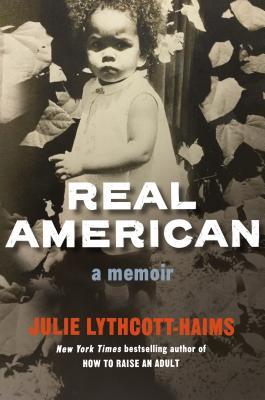 REAL
AMERICAN
a memoir
JULIE LYTHCOTT-HAIMS
New York Times bestselling author of
HOW TO RAISE AN ADULT